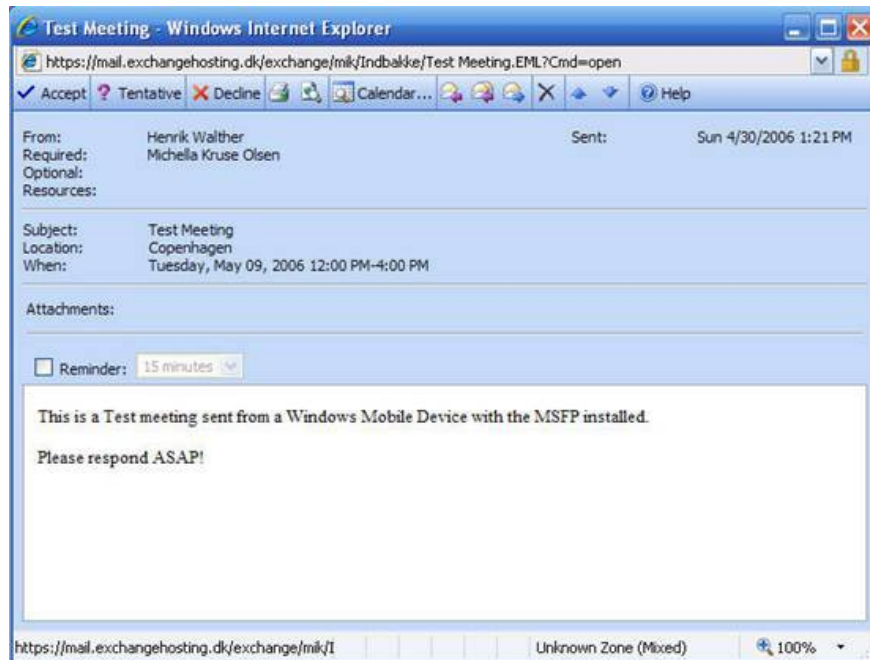 Test Meeting - Windows Internet Explorer
https://mail.exchangehosting.dk/exchange/mik/Indbakke/Test Meeting.EML?Cmd=open
Accept ? Tentative Decline Calendar... Help
From: Henrik Walther Sent: Sun 4/30/2006 1:21 PM
Required: Michella Kruse Olsen
Optional:
Resources:
Subject: Test Meeting
Location: Copenhagen
When: Tuesday, May 09, 2006 12:00 PM-4:00 PM
Attachments:
Reminder: 15 minutes
This is a Test meeting sent from a Windows Mobile Device with the MSFP installed.
Please respond ASAP!
https://mail.exchangehosting.dk/exchange/mik/I Unknown Zone (Mixed) 100%